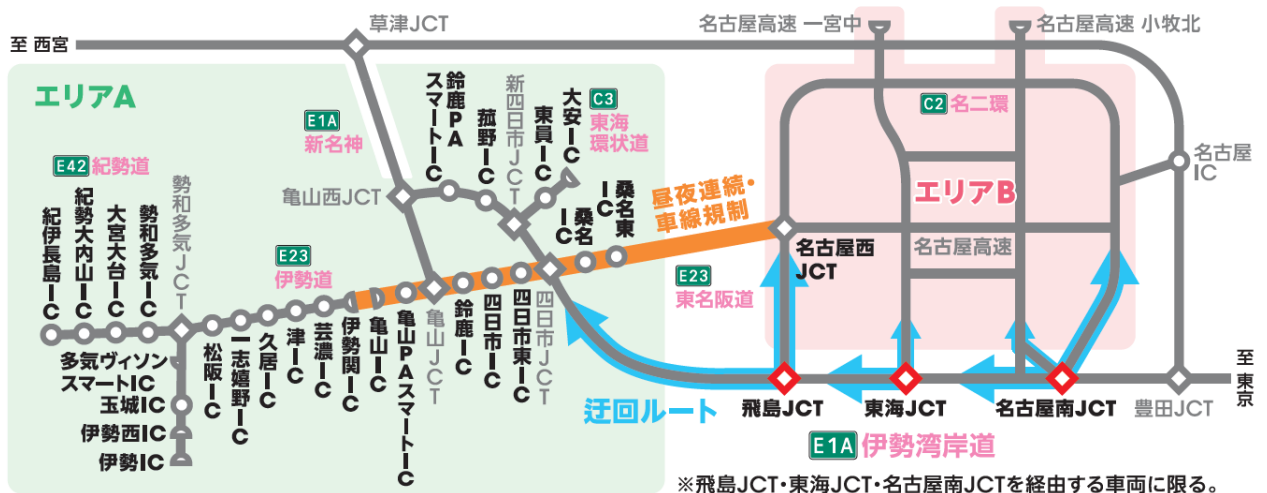 草津JCT
名古屋高速 一宮中
名古屋高速 小牧北
至 西宮
エリアA
E1A
新名神
鈴鹿PA
スマートIC
菰野IC
新四日市JCT
東員IC
大安IC
C3
東海
環状道
C2 名二環
名古屋
IC
E42 紀勢道
紀伊長島IC
紀勢大内山IC
大宮大台IC
勢和多気IC
勢和多気JCT
亀山西JCT
昼夜連続・
車線規制
エリアB
桑名
IC
桑名東
IC
名古屋西
JCT
名古屋高速
E23
伊勢道
E23
東名阪道
多気ヴィソン
スマートIC
玉城IC
伊勢西IC
伊勢IC
松阪IC
一志嬉野IC
久居IC
津IC
芸濃IC
伊勢関IC
亀山IC
亀山PAスマートIC
亀山JCT
鈴鹿IC
四日市IC
四日市東IC
四日市JCT
迂回ルート
飛島JCT
東海JCT
名古屋南JCT
豊田JCT
至 東京
E1A 伊勢湾岸道
※飛島JCT・東海JCT・名古屋南JCTを経由する車両に限る。